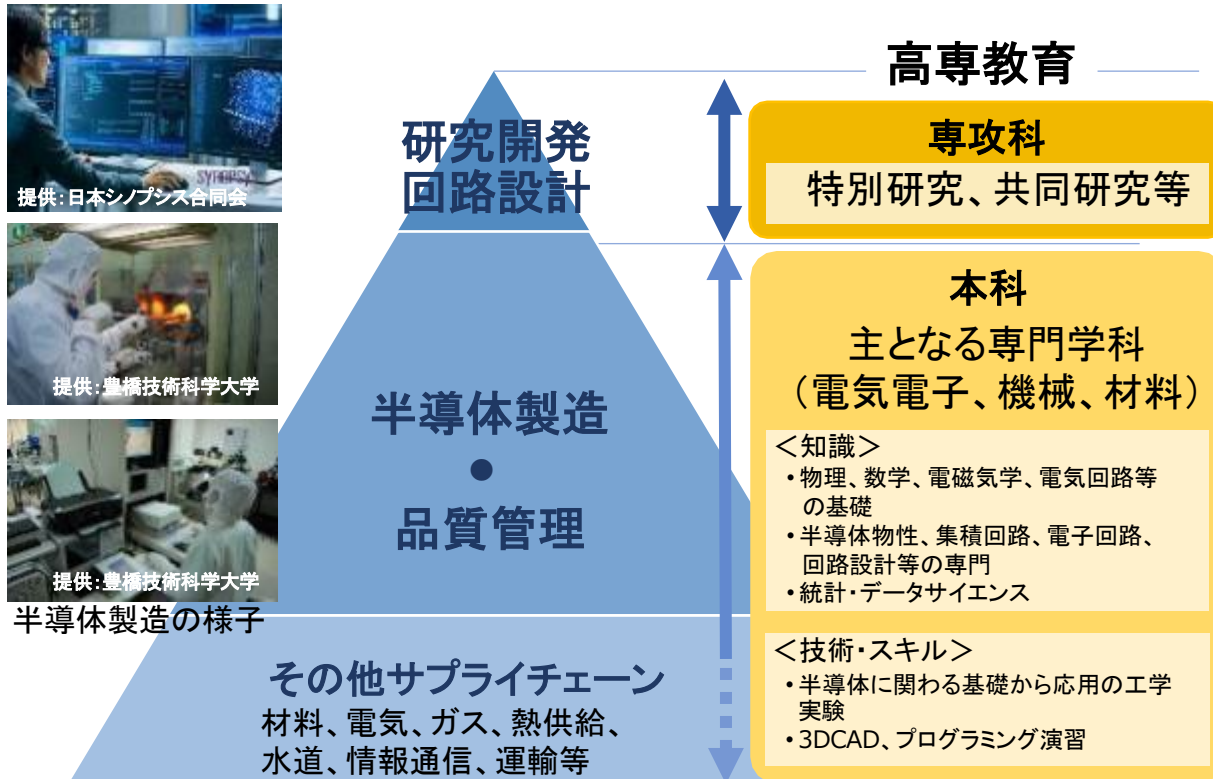 高専教育
研究開発
回路設計
専攻科
特別研究、共同研究等
提供：日本シノプシス合同会
提供：豊橋技術科学大学
提供：豊橋技術科学大学
半導体製造の様子
半導体製造
●
品質管理
本科
主となる専門学科
（電気電子、機械、材料）
＜知識＞
・物理、数学、電磁気学、電気回路等
の基礎
・半導体物性、集積回路、電子回路、
回路設計等の専門
・統計・データサイエンス
＜技術・スキル＞
・半導体に関わる基礎から応用の工学
実験
・3DCAD、プログラミング演習
その他サプライチェーン
材料、電気、ガス、熱供給、
水道、情報通信、運輸等